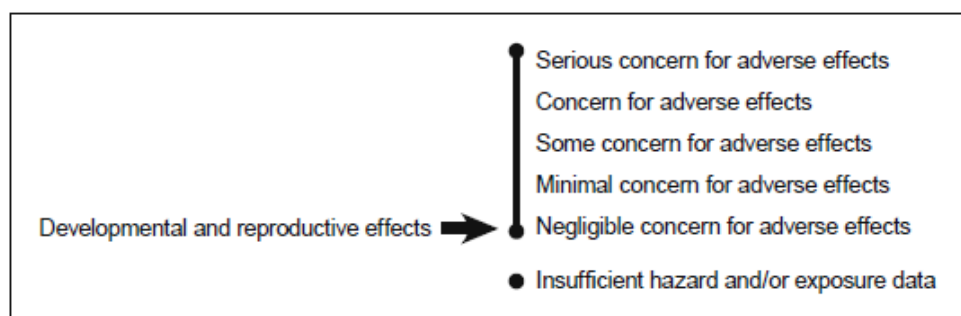 Serious concern for adverse effects
Concern for adverse effects
Some concern for adverse effects
Minimal concern for adverse effects
Developmental and reproductive effects Negligible concern for adverse effects
Insufficient hazard and/or exposure data